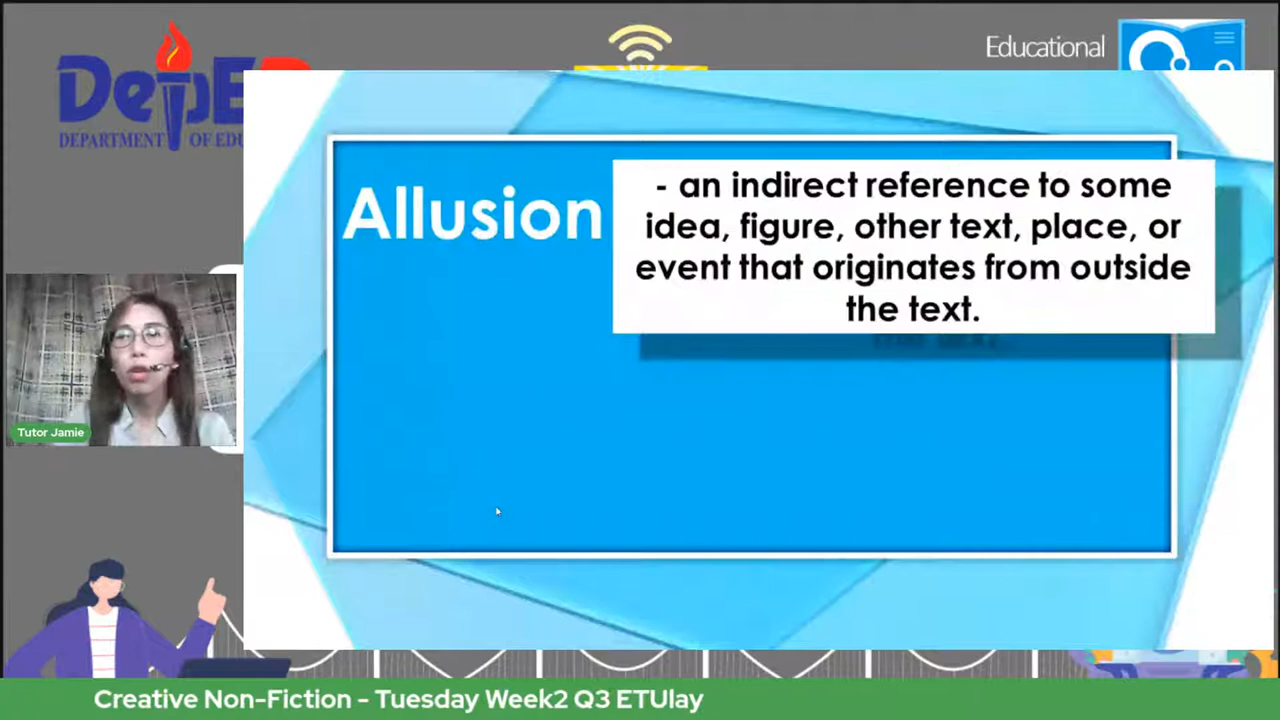 DepE
DEPARTMENT OF EDU
Educational
Allusion
- an indirect reference to some
idea, figure, other text, place, or
event that originates from outside
the text.
Tutor Jamie
Creative Non-Fiction - Tuesday Week2 Q3 ETUlay